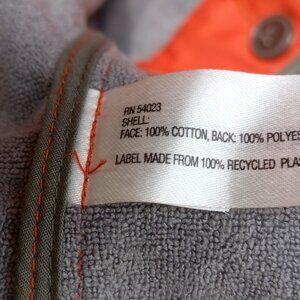 RN 54023
SHELL:
FACE: 100% COTTON, BACK: 100% POLYES
LABEL MADE FROM 100% RECYCLED PLAS